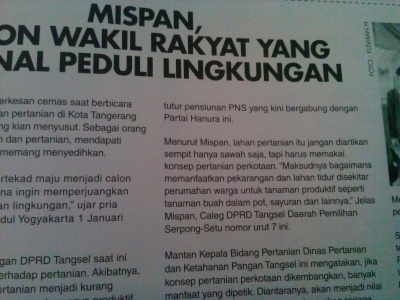 MISPAN,
ON WAKIL RAKYAT YANG
NAL PEDULI LINGKUNGAN
FOTO : YUSMAN H
erkesan cemas saat berbicara
an pertanian di Kota Tangerang
ng kian menyusut. Sebagai orang
n dan pertanian, mendapati
memang menyedihkan.
ertekad maju menjadi calon
na ingin memperjuangkan
an lingkungan," ujar pria
dul Yogyakarta 1 Januari
gan DPRD Tangsel saat ini
erhadap pertanian. Akibatnya,
ertanian menjadi kurang
tutur pensiunan PNS yang kini bergabung dengan
Partai Hanura ini.
Menurut Mispan, lahan pertanian itu jangan diartikan
sempit hanya sawah saja, tapi harus memakai
konsep pertanian perkotaan. "Maksudnya bagaimana
memanfaatkan pekarangan dan lahan tidur disekitar
perumahan warga untuk tanaman produktif seperti
tanaman buah dalam pot, sayuran dan lainnya," Jelas
Mispan, Caleg DPRD Tangsel Daerah Pemilihan
Serpong-Setu nomor urut 7 ini.
Mantan Kepala Bidang Pertanian Dinas Pertanian
dan Ketahanan Pangan Tangsel ini mengatakan, jika
konsep pertanian perkotaan dikembangkan, banyak
manfaat yang dipetik. Diantaranya, akan menjadi nilai